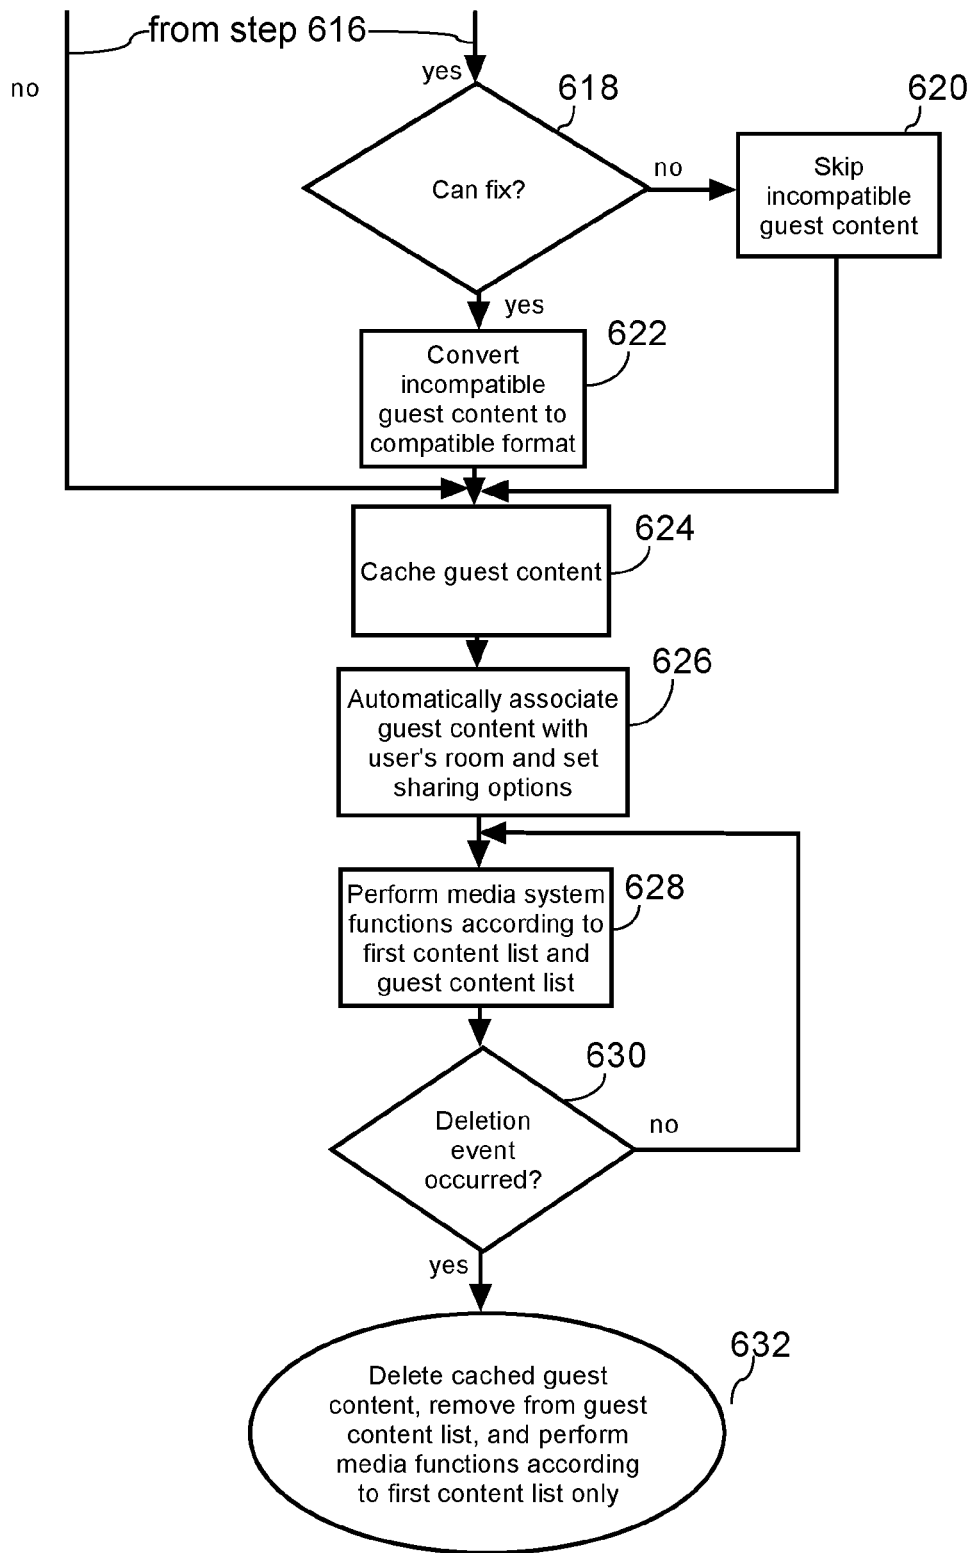 from step 616
no
yes
618
620
Can fix?
no
Skip
incompatible
guest content
yes
622
Convert
incompatible
guest content to
compatible format
624
Cache guest content
626
Automatically associate
guest content with
user's room and set
sharing options
628
Perform media system
functions according to
first content list and
guest content list
630
Deletion
event
occurred?
no
yes
632
Delete cached guest
content, remove from guest
content list, and perform
media functions according
to first content list only